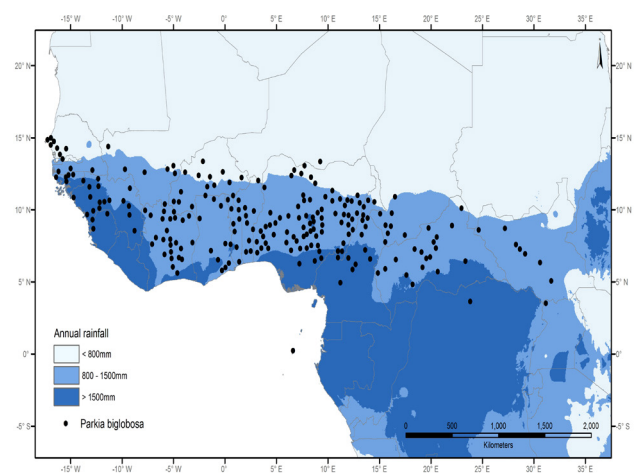 15° W 10° W 5° W 0° 5° E 10° E 15° E 20° E 25° E 30° E 35° E
20° N 20° N
15° N 15° N
10° N 10° N
5° N 5° N
0° 0°
5° S 5° S
Annual rainfall
< 800mm
800 - 1500mm
> 1500mm
Parkia biglobosa
0 500 1,000 1,500 2,000
Kilometers
15° W 10° W 5° W 0° 5° E 10° E 15° E 20° E 25° E 30° E 35° E